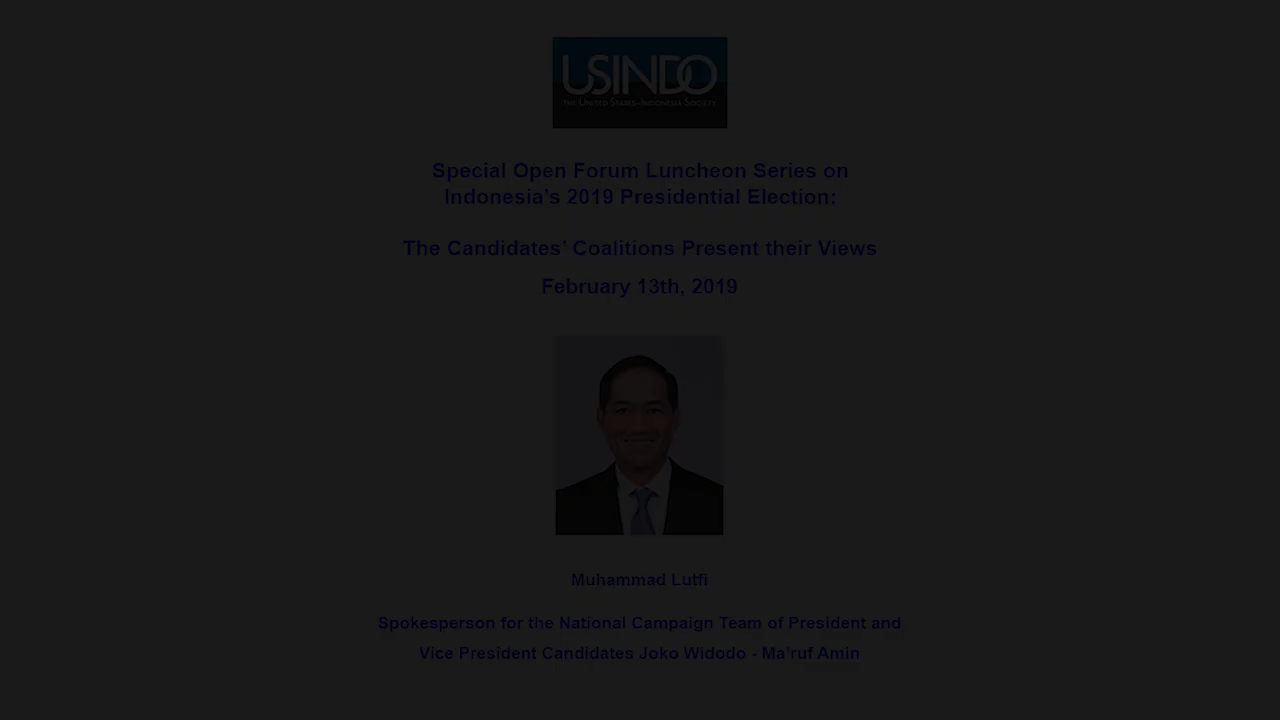 USINDO
THE UNITED STATES-INDONESIA SOCIETY
Special Open Forum Luncheon Series on
Indonesia's 2019 Presidential Election:
The Candidates' Coalitions Present their Views
February 13th, 2019
Muhammad Lutfi
Spokesperson for the National Campaign Team of President and
Vice President Candidates Joko Widodo - Ma'ruf Amin